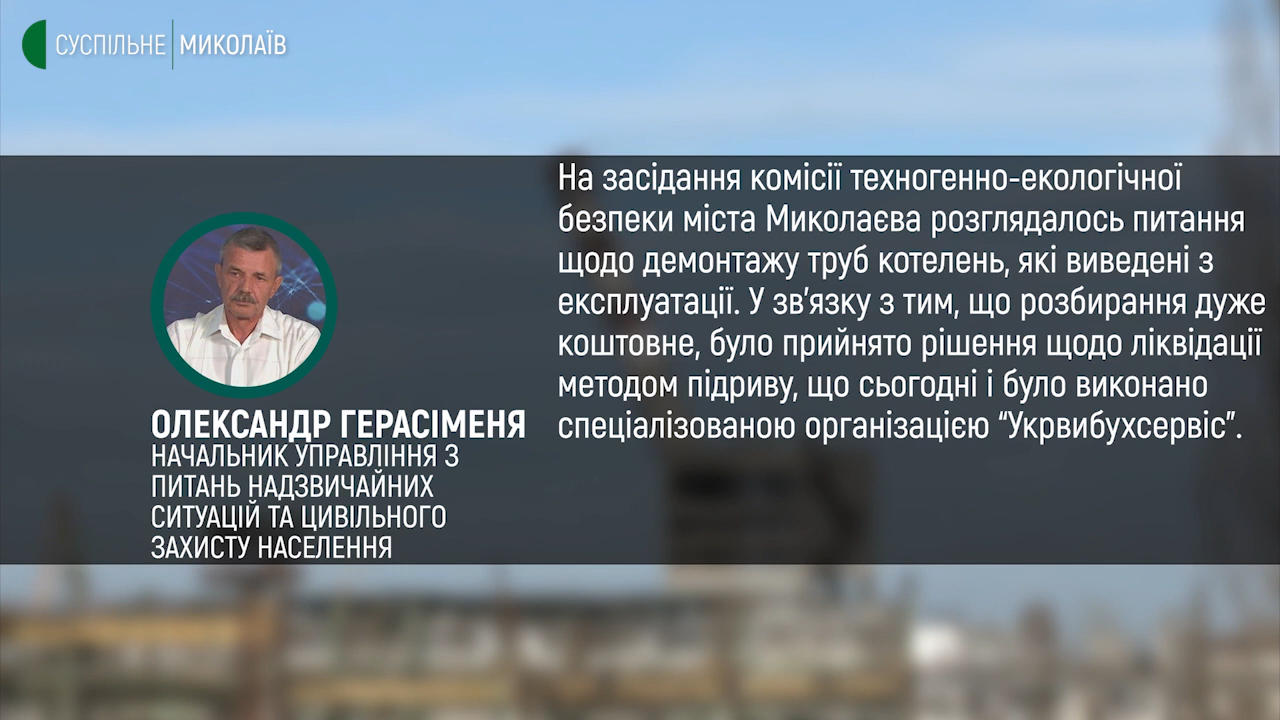 СУСПІЛЬНЕ МИКОЛАЇВ
На засідання комісії техногенно-екологічної
безпеки міста Миколаєва розглядалось питання
щодо демонтажу труб котелень, які виведені з
експлуатації. У зв’язку з тим, що розбирання дуже
коштовне, було прийнято рішення щодо ліквідації
методом підриву, що сьогодні і було виконано
спеціалізованою організацією “Укрвибухсервіс”.
ОЛЕКСАНДР ГЕРАСІМЕНЯ
НАЧАЛЬНИК УПРАВЛІННЯ З
ПИТАНЬ НАДЗВИЧАЙНИХ
СИТУАЦІЙ ТА ЦИВІЛЬНОГО
ЗАХИСТУ НАСЕЛЕННЯ